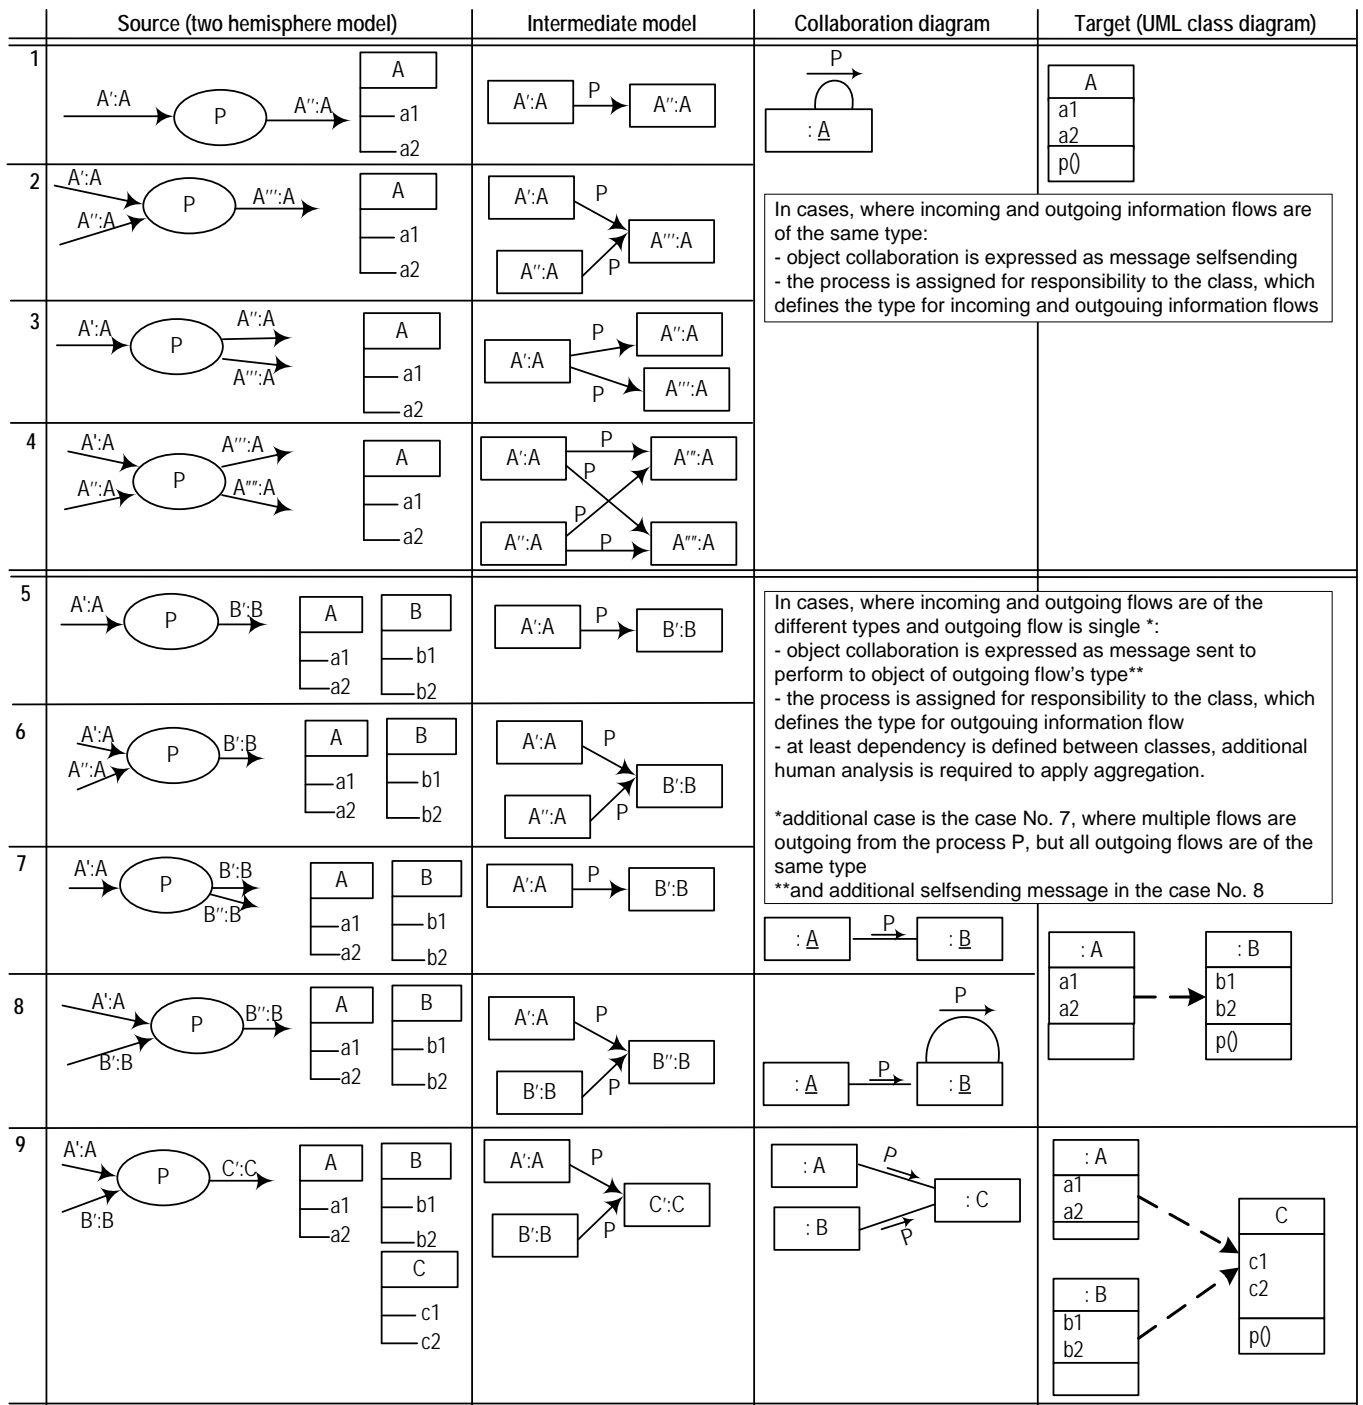 Source (two hemisphere model)
Intermediate model
Collaboration diagram
Target (UML class diagram)
1
A':A
P
A'':A
A
a1
a2
A':A
P
A'':A
P
: A
A
a1
a2
p()
2
A':A
A'':A
P
A''':A
A
a1
a2
A':A
P
A'':A
P
A''':A
In cases, where incoming and outgoing information flows are
of the same type:
- object collaboration is expressed as message selfsending
- the process is assigned for responsibility to the class, which
defines the type for incoming and outgouing information flows
3
A':A
P
A'':A
A''':A
A
a1
a2
A':A
P
P
A'':A
A''':A
4
A':A
A'':A
P
A''':A
A'''':A
A
a1
a2
A':A
P
A''':A
P
P
A'':A
P
A'''':A
5
A':A
P
B':B
A
a1
a2
B
b1
b2
A':A
P
B':B
In cases, where incoming and outgoing flows are of the
different types and outgoing flow is single *:
- object collaboration is expressed as message sent to
perform to object of outgoing flow's type**
- the process is assigned for responsibility to the class, which
defines the type for outgouing information flow
- at least dependency is defined between classes, additional
human analysis is required to apply aggregation.
*additional case is the case No. 7, where multiple flows are
outgoing from the process P, but all outgoing flows are of the
same type
**and additional selfsending message in the case No. 8
6
A':A
A'':A
P
B':B
A
a1
a2
B
b1
b2
A':A
P
A'':A
P
B':B
7
A':A
P
B':B
B'':B
A
a1
a2
B
b1
b2
A':A
P
B':B
: A
P
: B
: A
a1
a2
: B
b1
b2
p()
8
A':A
B':B
P
B'':B
A
a1
a2
B
b1
b2
A':A
P
B':B
P
B'':B
P
: A
P
: B
9
A':A
B':B
P
C':C
A
a1
a2
B
b1
b2
C
c1
c2
A':A
P
B':B
P
C':C
: A
P
: B
P
: C
: A
a1
a2
: B
b1
b2
C
c1
c2
p()